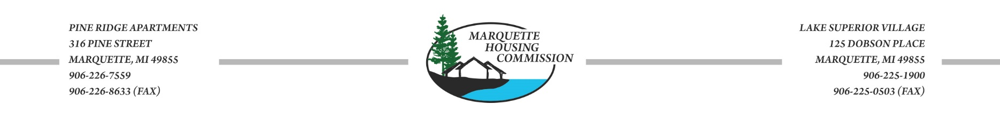 PINE RIDGE APARTMENTS
316 PINE STREET
MARQUETTE, MI 49855
906-226-7559
906-226-8633 (FAX)
MARQUETTE
HOUSING
COMMISSION
LAKE SUPERIOR VILLAGE
125 DOBSON PLACE
MARQUETTE, MI 49855
906-225-1900
906-225-0503 (FAX)